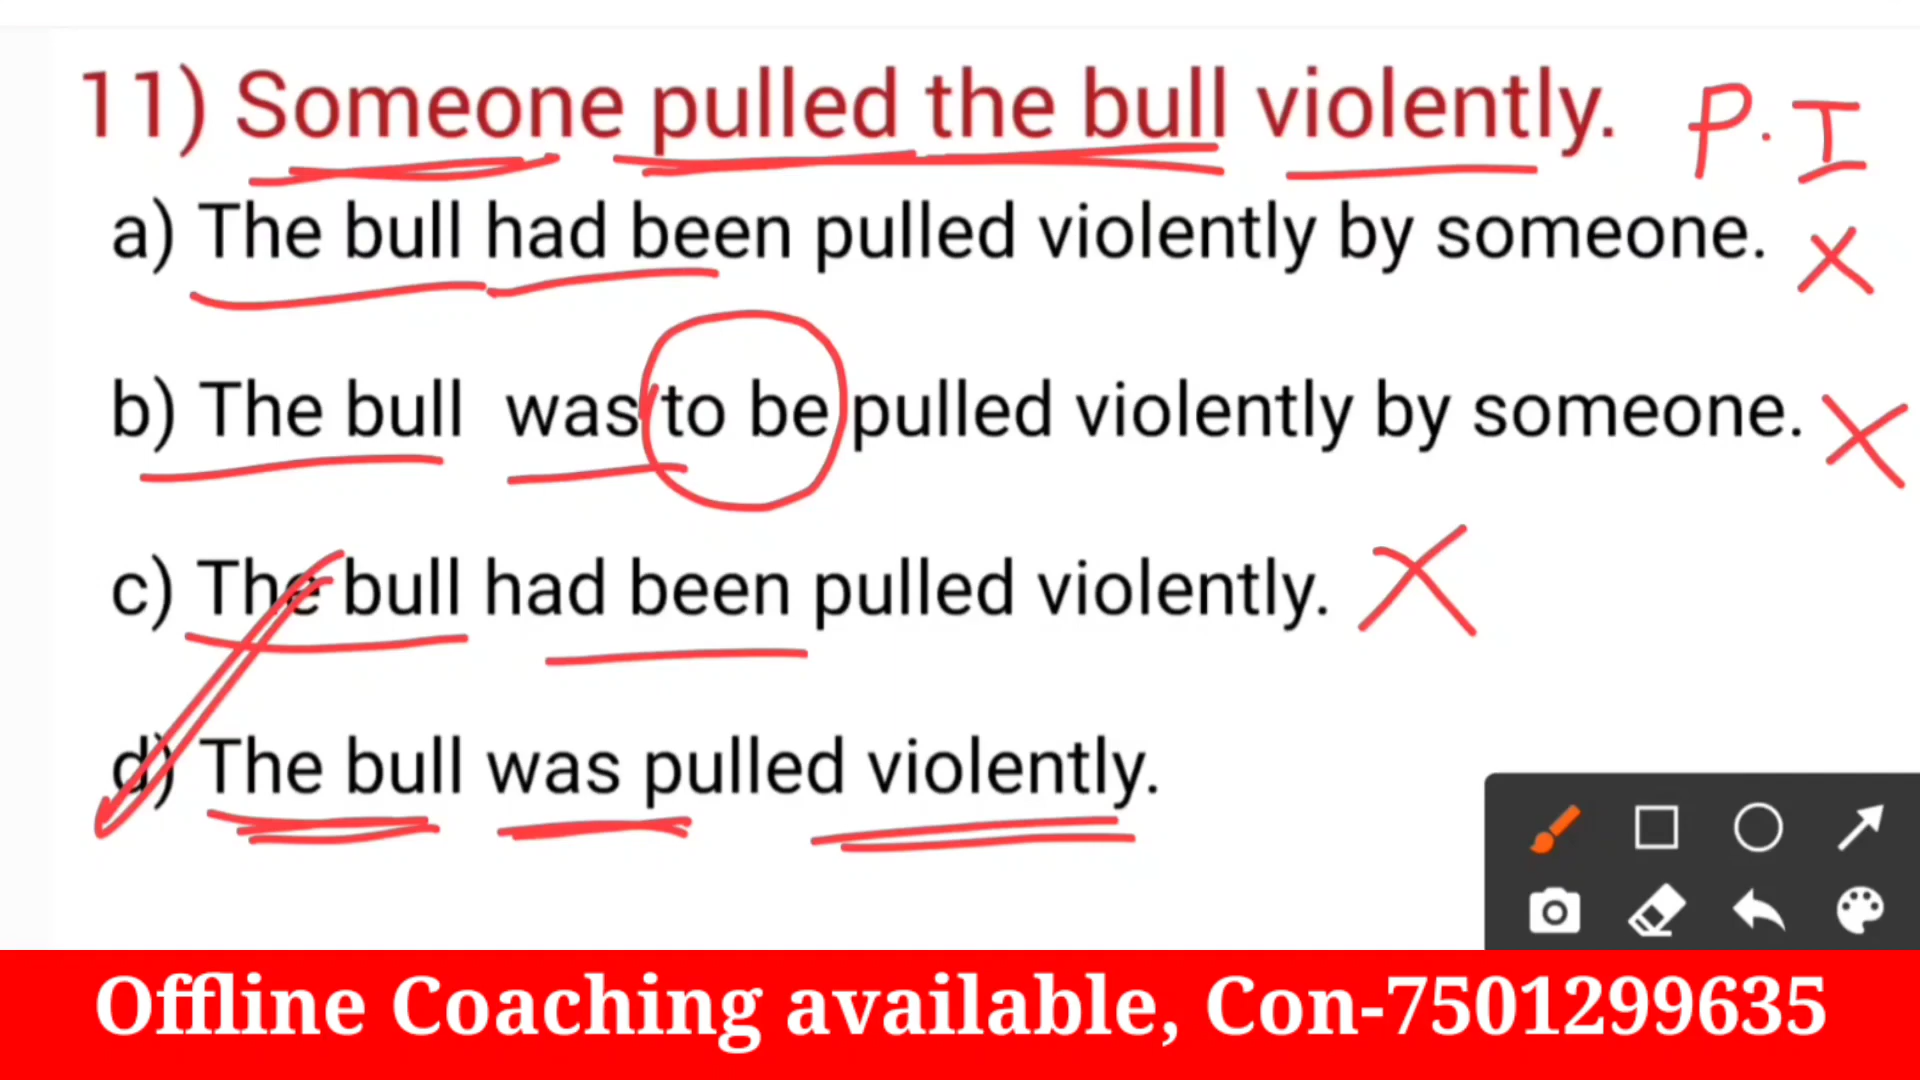 11) Someone pulled the bull violently. P. I
a) The bull had been pulled violently by someone.
b) The bull was to be pulled violently by someone.
c) The bull had been pulled violently.
d) The bull was pulled violently.
Offline Coaching available, Con-7501299635